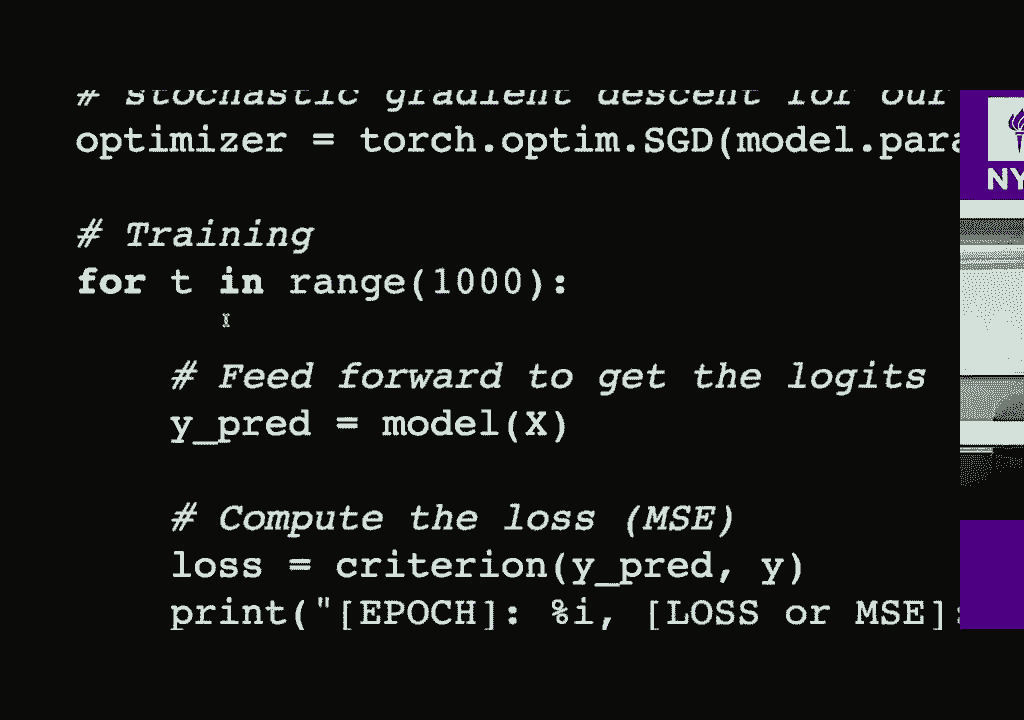 # stochastic gradient descent for our
optimizer = torch.optim.SGD(model.para
NY
# Training
for t in range(1000):
# Feed forward to get the logits
y_pred = model(X)
# Compute the loss (MSE)
loss = criterion(y_pred, y)
print("[EPOCH]: %i, [LOSS or MSE]: